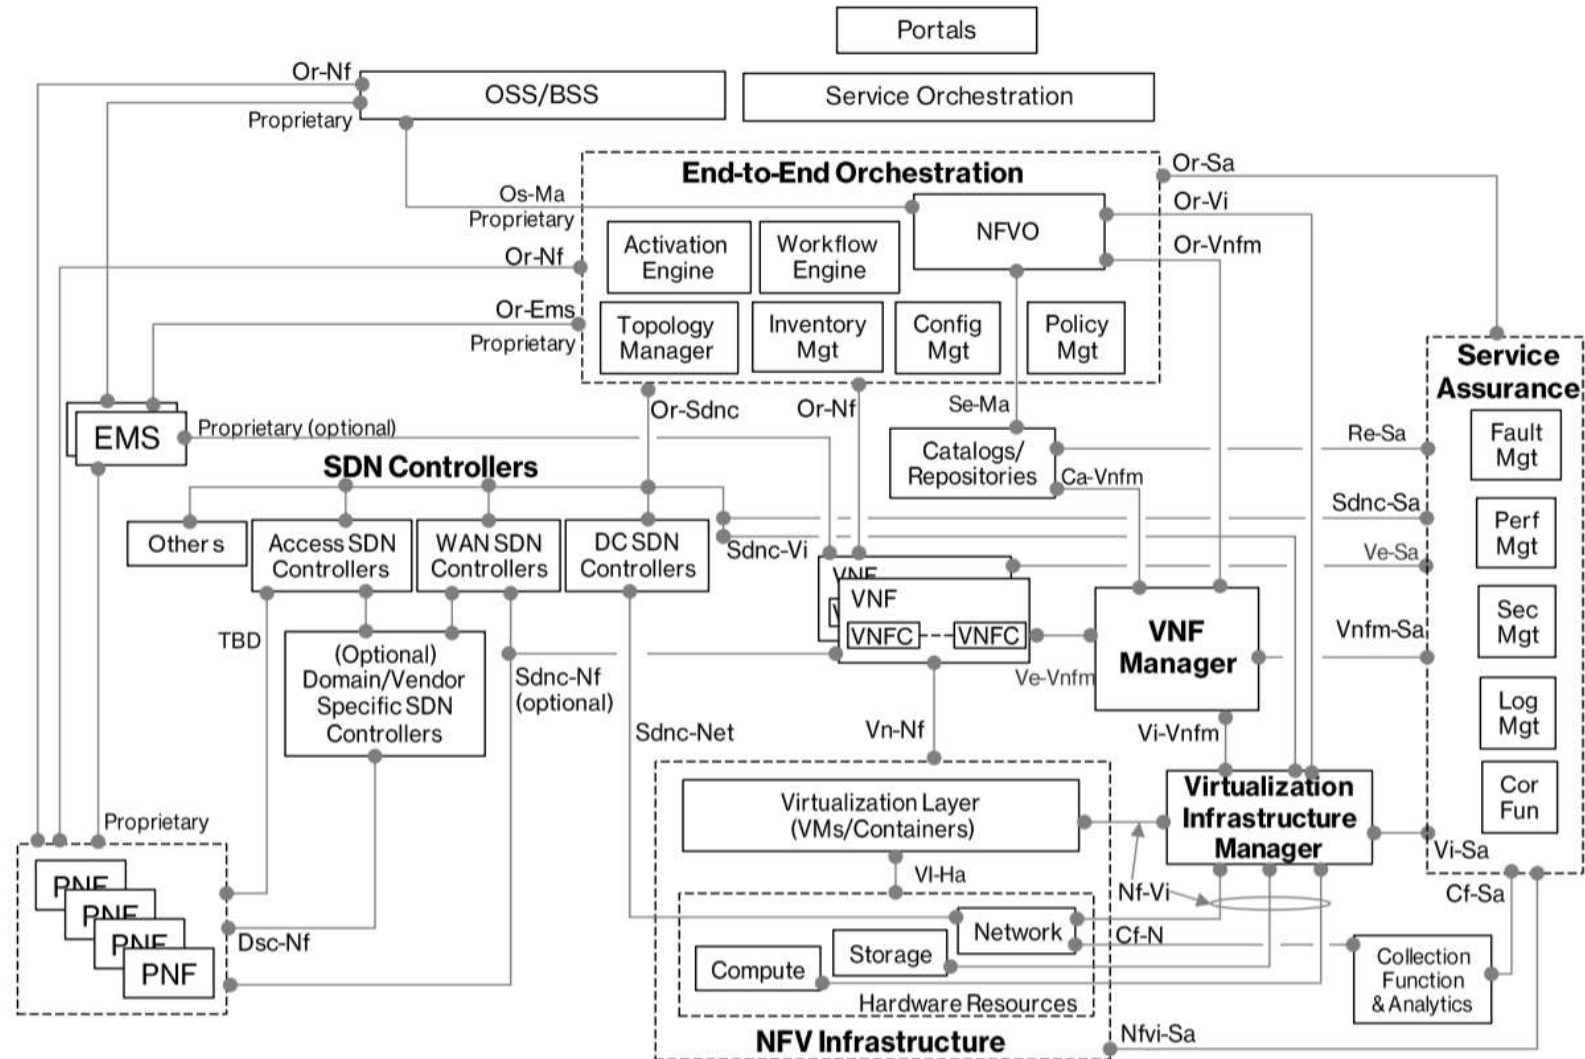 Portals
Or-Nf
OSS/BSS
Service Orchestration
Proprietary
End-to-End Orchestration
Or-Sa
Os-Ma
Proprietary
NFVO
Or-Vi
Activation
Engine
Workflow
Engine
Or-Nf
Or-Vnfm
Or-Ems
Proprietary
Topology
Manager
Inventory
Mgt
Config
Mgt
Policy
Mgt
Service
Assurance
Or-Sdnc
Or-Nf
Se-Ma
EMS
Proprietary (optional)
Catalogs/
Repositories
Re-Sa
Fault
Mgt
SDN Controllers
Ca-Vnfm
Sdnc-Sa
Perf
Mgt
Others
Access SDN
Controllers
WAN SDN
Controllers
DC SDN
Controllers
Sdnc-Vi
Ve-Sa
VNF
VNF
VNFC
VNFC
VNF
Manager
Sec
Mgt
TBD
Vnfm-Sa
(Optional)
Domain/Vendor
Specific SDN
Controllers
Sdnc-Nf
(optional)
Ve-Vnfm
Sdnc-Net
Vn-Nf
Vi-Vnfm
Log
Mgt
Virtualization Layer
(VMs/Containers)
Virtualization
Infrastructure
Manager
Cor
Fun
Proprietary
Vi-Sa
PNF
PNF
PNF
PNF
Vl-Ha
Nf-Vi
Cf-Sa
Dsc-Nf
Network
Cf-N
Storage
Compute
Collection
Function
& Analytics
Hardware Resources
NFV Infrastructure
Nfvi-Sa